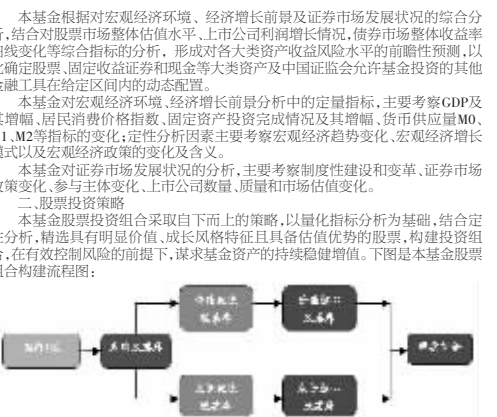 本基金根据对宏观经济环境、经济增长前景及证券市场发展状况的综合分
析,结合对股票市场整体估值水平、上市公司利润增长情况,债券市场整体收益率
曲线变化等综合指标的分析，形成对各大类资产收益风险水平的前瞻性预测，以
此确定股票、固定收益证券和现金等大类资产及中国证监会允许基金投资的其他
金融工具在给定区间内的动态配置。
本基金对宏观经济环境、经济增长前景分析中的定量指标，主要考察GDP及
其增幅、居民消费价格指数、固定资产投资完成情况及其增幅、货币供应量M0、
M1、M2等指标的变化；定性分析因素主要考察宏观经济趋势变化、宏观经济增长
模式以及宏观经济政策的变化及含义。
本基金对证券市场发展状况的分析，主要考察制度性建设和变革、证券市场
政策变化、参与主体变化、上市公司数量、质量和市场估值变化。
二、股票投资策略
本基金股票投资组合采取自下而上的策略，以量化指标分析为基础，结合定
性分析，精选具有明显价值、成长风格特征且具备估值优势的股票，构建投资组
合，在有效控制风险的前提下，谋求基金资产的持续稳健增值。下图是本基金股票
组合构建流程图：